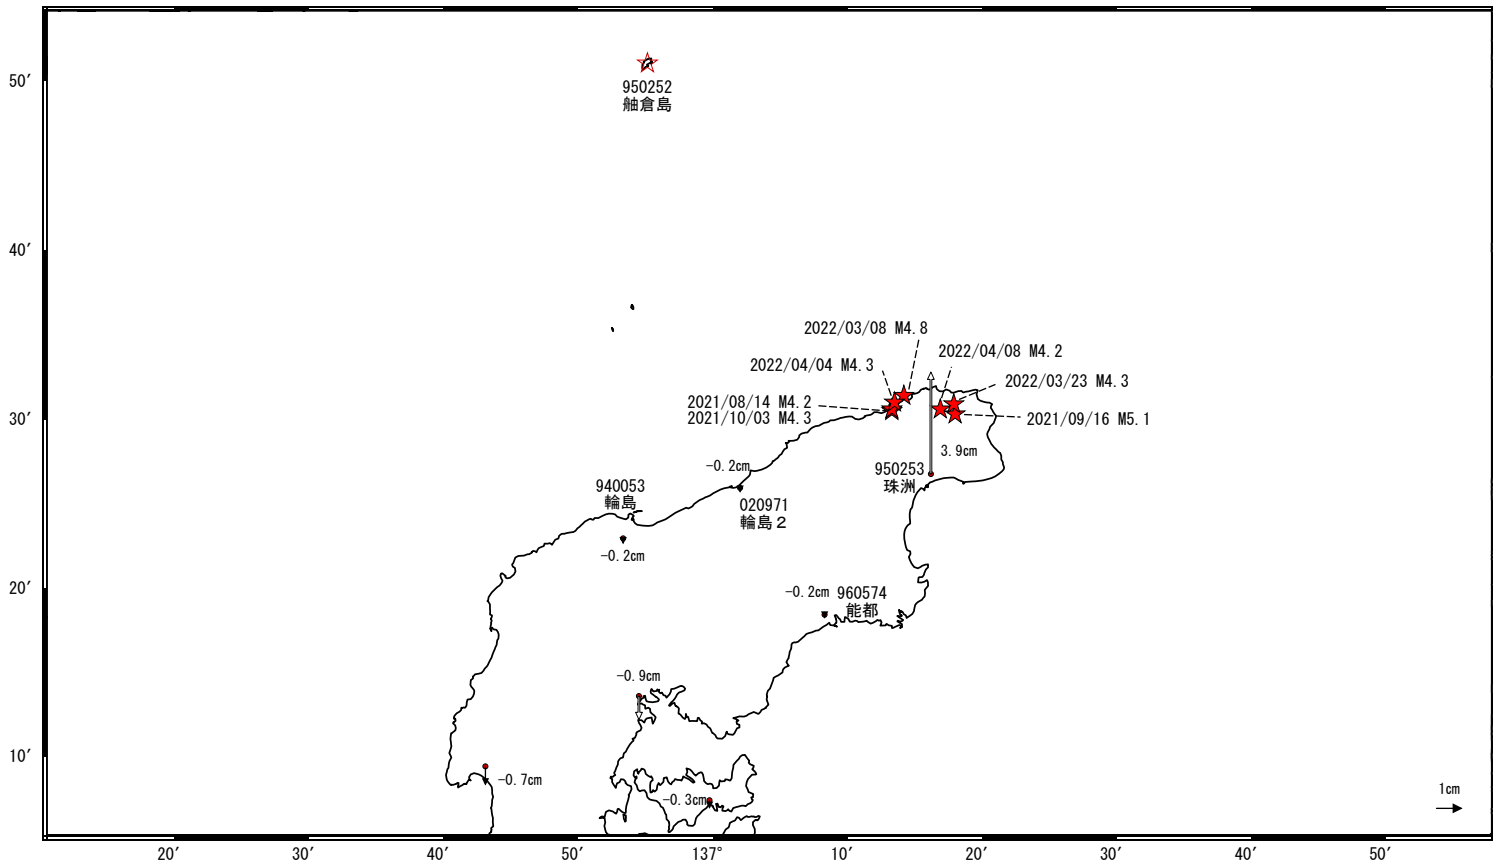 50′
950252
舳倉島
40′
2022/03/08 M4.8
2022/04/08 M4.2
2022/04/04 M4.3
2022/03/23 M4.3
2021/08/14 M4.2
2021/10/03 M4.3
30′
2021/09/16 M5.1
3.9cm
-0.2cm
950253
珠洲
940053
輪島
020971
輪島２
-0.2cm
20′
-0.2cm
960574
能都
-0.9cm
10′
-0.7cm
-0.3cm
1cm
20′ 30′ 40′ 50′ 137° 10′ 20′ 30′ 40′ 50′